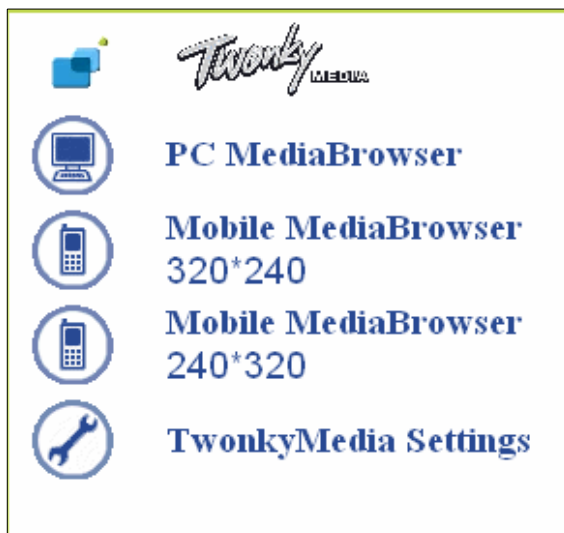 Twonky
MEDIA
PC MediaBrowser
Mobile MediaBrowser
320*240
Mobile MediaBrowser
240*320
TwonkyMedia Settings